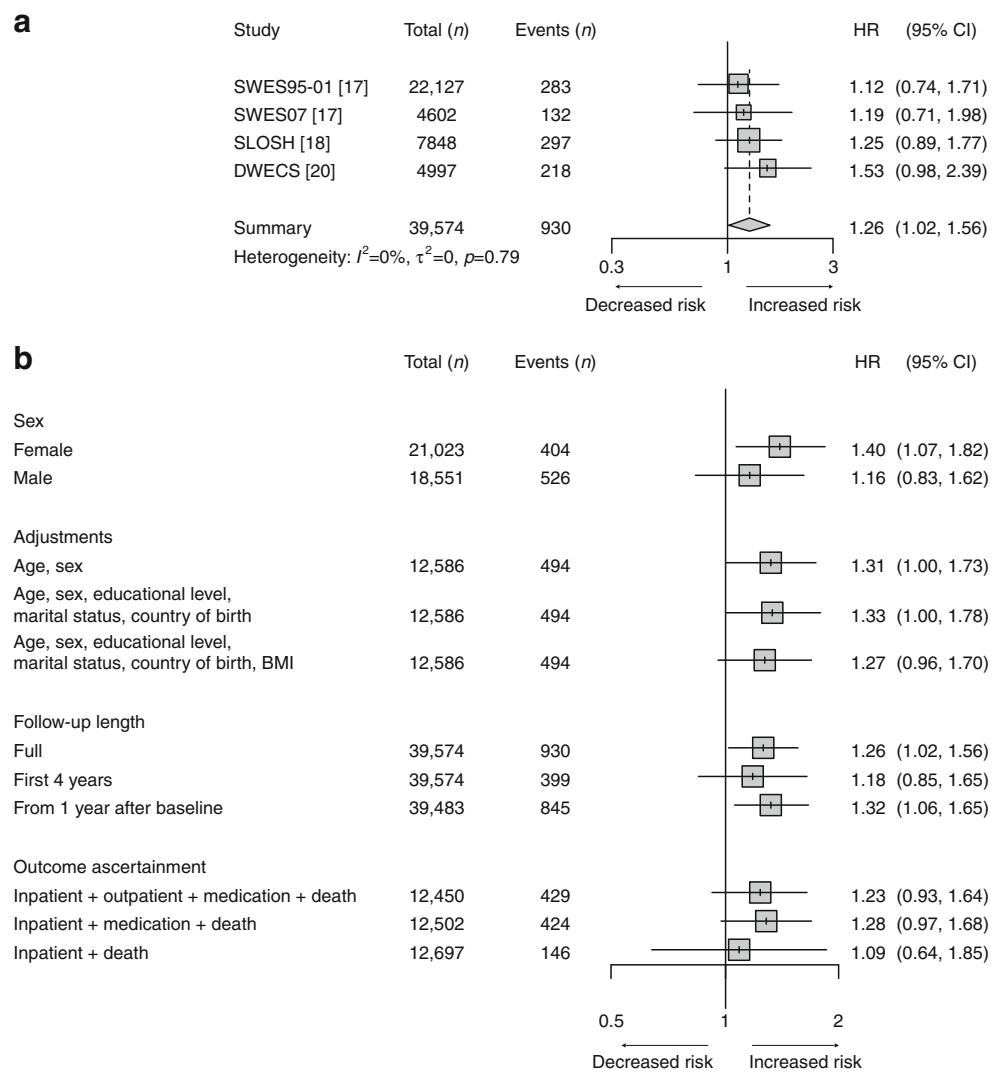 a
Study Total (n) Events (n) HR (95% CI)
SWES95-01 [17] 22,127 283 1.12 (0.74, 1.71)
SWES07 [17] 4602 132 1.19 (0.71, 1.98)
SLOSH [18] 7848 297 1.25 (0.89, 1.77)
DWECS [20] 4997 218 1.53 (0.98, 2.39)
Summary 39,574 930 1.26 (1.02, 1.56)
Heterogeneity: I²=0%, τ²=0, p=0.79
0.3 1 3
Decreased risk Increased risk
b
Total (n) Events (n) HR (95% CI)
Sex
Female 21,023 404 1.40 (1.07, 1.82)
Male 18,551 526 1.16 (0.83, 1.62)
Adjustments
Age, sex 12,586 494 1.31 (1.00, 1.73)
Age, sex, educational level,
marital status, country of birth 12,586 494 1.33 (1.00, 1.78)
Age, sex, educational level,
marital status, country of birth, BMI 12,586 494 1.27 (0.96, 1.70)
Follow-up length
Full 39,574 930 1.26 (1.02, 1.56)
First 4 years 39,574 399 1.18 (0.85, 1.65)
From 1 year after baseline 39,483 845 1.32 (1.06, 1.65)
Outcome ascertainment
Inpatient + outpatient + medication + death 12,450 429 1.23 (0.93, 1.64)
Inpatient + medication + death 12,502 424 1.28 (0.97, 1.68)
Inpatient + death 12,697 146 1.09 (0.64, 1.85)
0.5 1 2
Decreased risk Increased risk